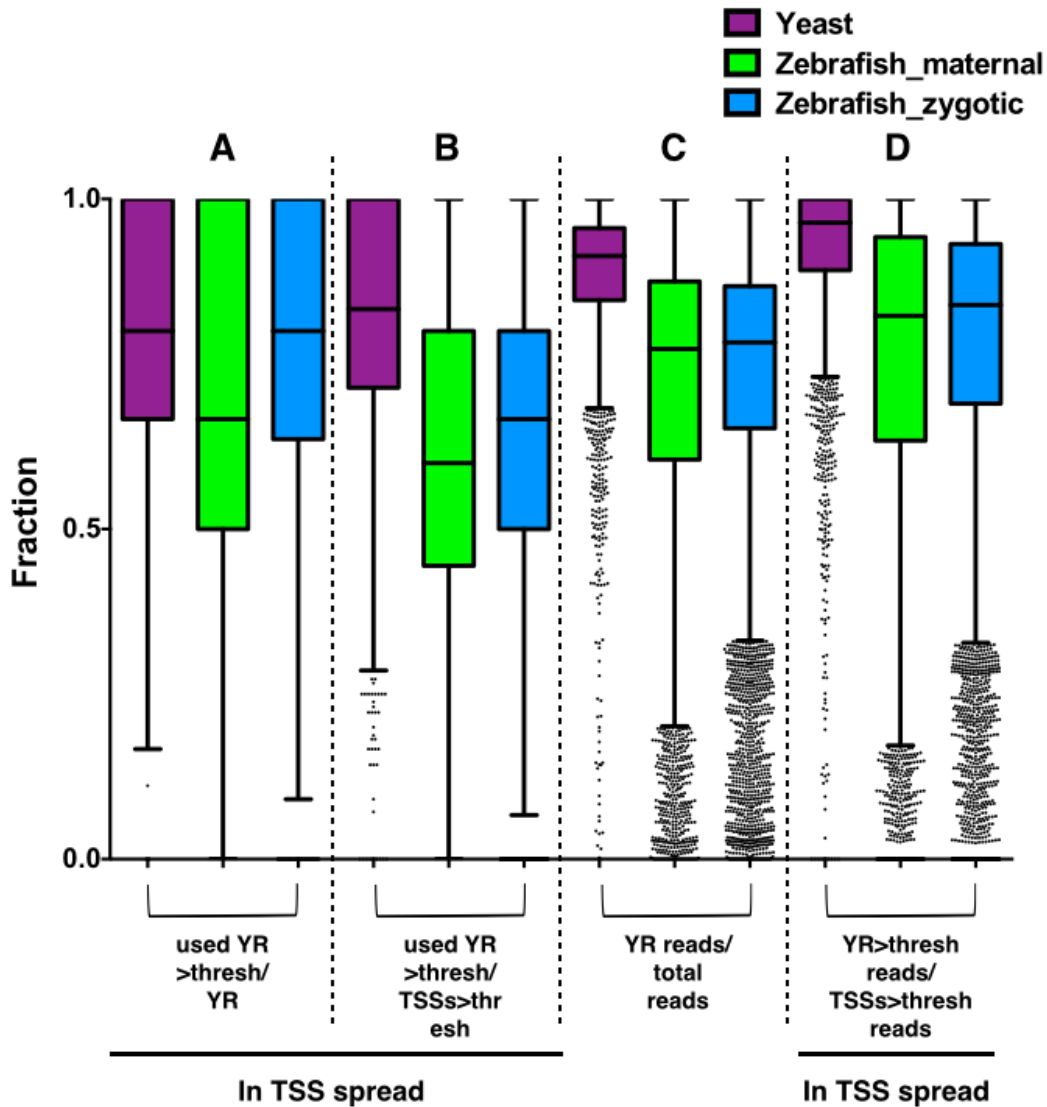 Yeast
Zebrafish_maternal
Zebrafish_zygotic
A B C D
1.0
0.5
0.0
Fraction
used YR
>thresh/
YR
used YR
>thresh/
TSSs>thr
esh
YR reads/
total
reads
YR>thresh
reads/
TSSs>thresh
reads
In TSS spread
In TSS spread